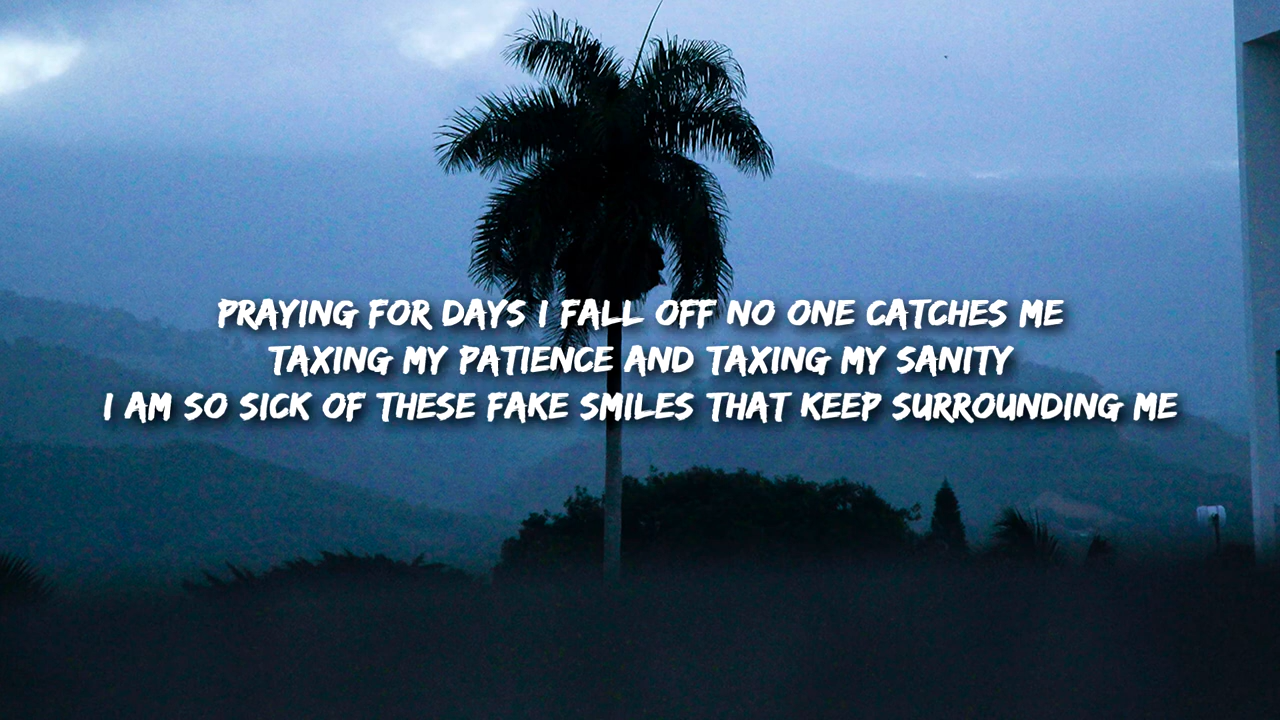 PRAYING FOR DAYS I FALL OFF NO ONE CATCHES ME
TAXING MY PATIENCE AND TAXING MY SANITY
I AM SO SICK OF THESE FAKE SMILES THAT KEEP SURROUNDING ME